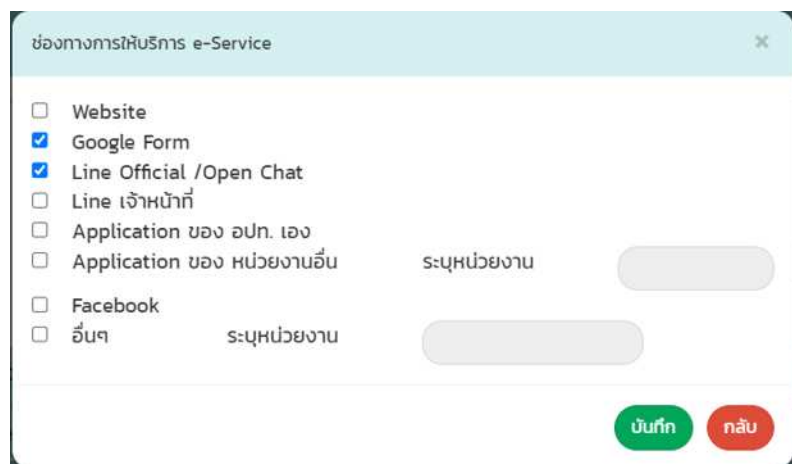 ช่องทางการให้บริการ e-Service ×
Website
Google Form
Line Official /Open Chat
Line เจ้าหน้าที่
Application ของ อปท. เอง
Application ของ หน่วยงานอื่น ระบุหน่วยงาน
Facebook
อื่นๆ ระบุหน่วยงาน
บันทึก กลับ